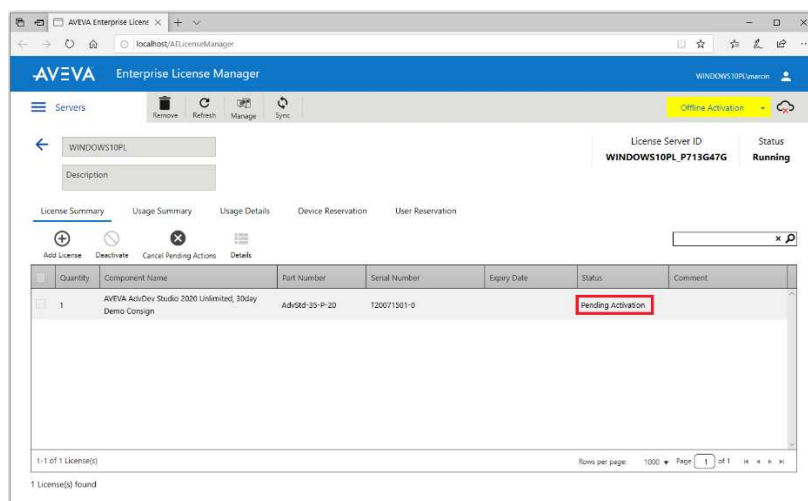 AVEVA Enterprise Licens
localhost/AELicenseManager
AVEVA Enterprise License Manager
WINDOWS10PL\marcin
Servers
Remove
Refresh
Manage
Sync
Offline Activation
WINDOWS10PL
Description
License Server ID
WINDOWS10PL_P713G47G
Status
Running
License Summary
Usage Summary
Usage Details
Device Reservation
User Reservation
Add License
Deactivate
Cancel Pending Actions
Details
Quantity
Component Name
Part Number
Serial Number
Expiry Date
Status
Comment
1
AVEVA AdvDev Studio 2020 Unlimited, 30day
Demo Consign
AdvStd-35-P-20
T20071501-0
Pending Activation
1-1 of 1 License(s)
Rows per page: 1000
Page 1 of 1
1 License(s) found